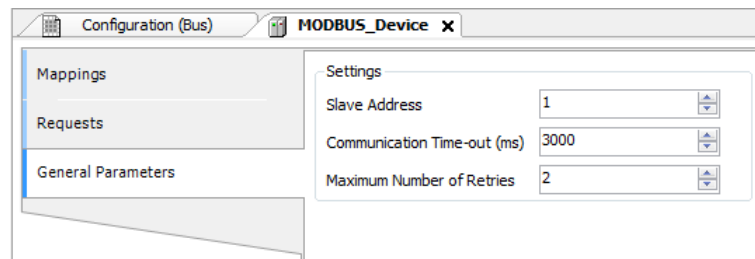 Configuration (Bus) MODBUS_Device X
Mappings
Requests
General Parameters
Settings
Slave Address 1
Communication Time-out (ms) 3000
Maximum Number of Retries 2